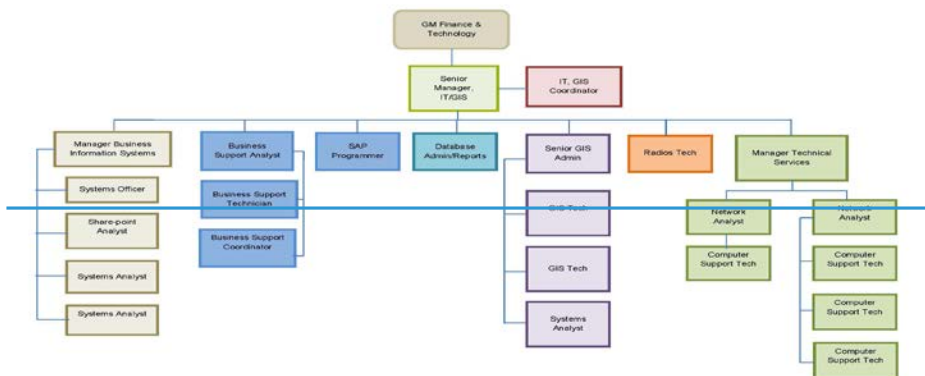 GM Finance &
Technology
Senior
Manager,
IT/GIS
IT, GIS
Coordinator
Manager Business
Information Systems
Business
Support Analyst
SAP
Programmer
Database
Admin/Reports
Senior GIS
Admin
Radios Tech
Manager Technical
Services
Systems Officer
Share-point
Analyst
Systems Analyst
Systems Analyst
Business Support
Technician
Business Support
Coordinator
GIS Tech
GIS Tech
Systems
Analyst
Network
Analyst
Computer
Support Tech
Network
Analyst
Computer
Support Tech
Computer
Support Tech
Computer
Support Tech